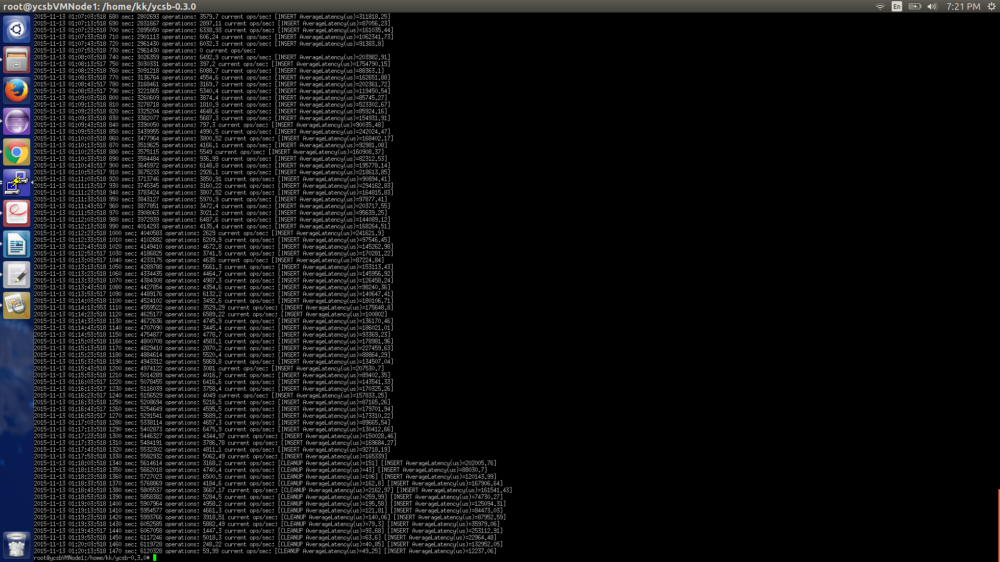 root@ycsbVMNode1: /home/kk/ycsb-0.3.0
En
7:21 PM
2015-11-13 01:07:03:518 680 sec: 2802693 operations; 3579.7 current ops/sec; [INSERT AverageLatency(us)=311818.25]
2015-11-13 01:07:13:518 690 sec: 2831667 operations; 2897.11 current ops/sec; [INSERT AverageLatency(us)=87056.23]
2015-11-13 01:07:23:518 700 sec: 2895050 operations; 6338.93 current ops/sec; [INSERT AverageLatency(us)=161035.44]
2015-11-13 01:07:33:518 710 sec: 2901113 operations; 606.24 current ops/sec; [INSERT AverageLatency(us)=1062341.73]
2015-11-13 01:07:43:518 720 sec: 2961430 operations; 6032.3 current ops/sec; [INSERT AverageLatency(us)=91383.8]
2015-11-13 01:07:53:518 730 sec: 2961430 operations; 0 current ops/sec;
2015-11-13 01:08:03:518 740 sec: 3026359 operations; 6492.9 current ops/sec; [INSERT AverageLatency(us)=203982.91]
2015-11-13 01:08:13:517 750 sec: 3030331 operations; 397.2 current ops/sec; [INSERT AverageLatency(us)=1754790.15]
2015-11-13 01:08:23:518 760 sec: 3091218 operations; 6088.7 current ops/sec; [INSERT AverageLatency(us)=88363.1]
2015-11-13 01:08:33:518 770 sec: 3136764 operations; 4554.6 current ops/sec; [INSERT AverageLatency(us)=162651.88]
2015-11-13 01:08:43:517 780 sec: 3168461 operations; 3169.7 current ops/sec; [INSERT AverageLatency(us)=202361.72]
2015-11-13 01:08:53:517 790 sec: 3221865 operations; 5340.4 current ops/sec; [INSERT AverageLatency(us)=119450.54]
2015-11-13 01:09:03:518 800 sec: 3260609 operations; 3874.4 current ops/sec; [INSERT AverageLatency(us)=85745.27]
2015-11-13 01:09:13:518 810 sec: 3278718 operations; 1810.9 current ops/sec; [INSERT AverageLatency(us)=523302.67]
2015-11-13 01:09:23:518 820 sec: 3325204 operations; 4648.6 current ops/sec; [INSERT AverageLatency(us)=85924.16]
2015-11-13 01:09:33:518 830 sec: 3382077 operations; 5687.3 current ops/sec; [INSERT AverageLatency(us)=154931.91]
2015-11-13 01:09:43:518 840 sec: 3390050 operations; 797.3 current ops/sec; [INSERT AverageLatency(us)=90035.48]
2015-11-13 01:09:53:518 850 sec: 3439955 operations; 4990.5 current ops/sec; [INSERT AverageLatency(us)=242024.47]
2015-11-13 01:10:03:518 860 sec: 3477964 operations; 3800.52 current ops/sec; [INSERT AverageLatency(us)=168402.17]
2015-11-13 01:10:13:518 870 sec: 3519625 operations; 4166.1 current ops/sec; [INSERT AverageLatency(us)=92981.08]
2015-11-13 01:10:23:518 880 sec: 3575115 operations; 5549 current ops/sec; [INSERT AverageLatency(us)=160908.37]
2015-11-13 01:10:33:518 890 sec: 3584484 operations; 936.99 current ops/sec; [INSERT AverageLatency(us)=82312.53]
2015-11-13 01:10:43:517 900 sec: 3645972 operations; 6148.8 current ops/sec; [INSERT AverageLatency(us)=195778.14]
2015-11-13 01:10:53:517 910 sec: 3675233 operations; 2926.1 current ops/sec; [INSERT AverageLatency(us)=218613.85]
2015-11-13 01:11:03:518 920 sec: 3713746 operations; 3850.91 current ops/sec; [INSERT AverageLatency(us)=90894.41]
2015-11-13 01:11:13:517 930 sec: 3745345 operations; 3160.22 current ops/sec; [INSERT AverageLatency(us)=294162.83]
2015-11-13 01:11:23:518 940 sec: 3783424 operations; 3807.52 current ops/sec; [INSERT AverageLatency(us)=164815.83]
2015-11-13 01:11:33:518 950 sec: 3843127 operations; 5970.9 current ops/sec; [INSERT AverageLatency(us)=97877.41]
2015-11-13 01:11:43:517 960 sec: 3877851 operations; 3472.4 current ops/sec; [INSERT AverageLatency(us)=203717.55]
2015-11-13 01:11:53:518 970 sec: 3908063 operations; 3021.2 current ops/sec; [INSERT AverageLatency(us)=95639.25]
2015-11-13 01:12:03:518 980 sec: 3972939 operations; 6487.6 current ops/sec; [INSERT AverageLatency(us)=144089.12]
2015-11-13 01:12:13:518 990 sec: 4014293 operations; 4135.4 current ops/sec; [INSERT AverageLatency(us)=168264.51]
2015-11-13 01:12:23:518 1000 sec: 4040583 operations; 2629 current ops/sec; [INSERT AverageLatency(us)=241621.9]
2015-11-13 01:12:33:518 1010 sec: 4102682 operations; 6209.9 current ops/sec; [INSERT AverageLatency(us)=97546.45]
2015-11-13 01:12:43:518 1020 sec: 4149410 operations; 4672.8 current ops/sec; [INSERT AverageLatency(us)=145262.98]
2015-11-13 01:12:53:517 1030 sec: 4186825 operations; 3741.5 current ops/sec; [INSERT AverageLatency(us)=170281.22]
2015-11-13 01:13:03:517 1040 sec: 4233175 operations; 4635 current ops/sec; [INSERT AverageLatency(us)=87224.84]
2015-11-13 01:13:13:518 1050 sec: 4289788 operations; 5661.3 current ops/sec; [INSERT AverageLatency(us)=153113.43]
2015-11-13 01:13:23:518 1060 sec: 4334435 operations; 4464.7 current ops/sec; [INSERT AverageLatency(us)=145956.92]
2015-11-13 01:13:33:518 1070 sec: 4384308 operations; 4987.3 current ops/sec; [INSERT AverageLatency(us)=126458.24]
2015-11-13 01:13:43:518 1080 sec: 4427854 operations; 4354.6 current ops/sec; [INSERT AverageLatency(us)=98240.36]
2015-11-13 01:13:53:517 1090 sec: 4489176 operations; 6132.2 current ops/sec; [INSERT AverageLatency(us)=140647.41]
2015-11-13 01:14:03:518 1100 sec: 4524102 operations; 3492.6 current ops/sec; [INSERT AverageLatency(us)=180106.71]
2015-11-13 01:14:13:553 1110 sec: 4559522 operations; 3529.29 current ops/sec; [INSERT AverageLatency(us)=175648.8]
2015-11-13 01:14:23:518 1120 sec: 4625177 operations; 6589.22 current ops/sec; [INSERT AverageLatency(us)=100802]
2015-11-13 01:14:33:518 1130 sec: 4672636 operations; 4745.9 current ops/sec; [INSERT AverageLatency(us)=136170.46]
2015-11-13 01:14:43:518 1140 sec: 4707090 operations; 3445.4 current ops/sec; [INSERT AverageLatency(us)=186021.01]
2015-11-13 01:14:53:518 1150 sec: 4754877 operations; 4778.7 current ops/sec; [INSERT AverageLatency(us)=93369.23]
2015-11-13 01:15:03:518 1160 sec: 4800708 operations; 4583.1 current ops/sec; [INSERT AverageLatency(us)=178981.96]
2015-11-13 01:15:13:518 1170 sec: 4829410 operations; 2870.2 current ops/sec; [INSERT AverageLatency(us)=227459.63]
2015-11-13 01:15:23:518 1180 sec: 4884614 operations; 5520.4 current ops/sec; [INSERT AverageLatency(us)=88864.29]
2015-11-13 01:15:33:518 1190 sec: 4943312 operations; 5869.8 current ops/sec; [INSERT AverageLatency(us)=134507.04]
2015-11-13 01:15:43:518 1200 sec: 4974122 operations; 3081 current ops/sec; [INSERT AverageLatency(us)=207530.7]
2015-11-13 01:15:53:518 1210 sec: 5014289 operations; 4016.7 current ops/sec; [INSERT AverageLatency(us)=89402.35]
2015-11-13 01:16:03:517 1220 sec: 5078455 operations; 6416.6 current ops/sec; [INSERT AverageLatency(us)=143541.33]
2015-11-13 01:16:13:517 1230 sec: 5116039 operations; 3758.4 current ops/sec; [INSERT AverageLatency(us)=170325.26]
2015-11-13 01:16:23:517 1240 sec: 5156529 operations; 4049 current ops/sec; [INSERT AverageLatency(us)=157833.25]
2015-11-13 01:16:33:518 1250 sec: 5208694 operations; 5216.5 current ops/sec; [INSERT AverageLatency(us)=87165.26]
2015-11-13 01:16:43:517 1260 sec: 5254649 operations; 4595.5 current ops/sec; [INSERT AverageLatency(us)=179701.94]
2015-11-13 01:16:53:517 1270 sec: 5291541 operations; 3689.2 current ops/sec; [INSERT AverageLatency(us)=173310.22]
2015-11-13 01:17:03:518 1280 sec: 5338114 operations; 4657.3 current ops/sec; [INSERT AverageLatency(us)=89665.54]
2015-11-13 01:17:13:518 1290 sec: 5402873 operations; 6475.9 current ops/sec; [INSERT AverageLatency(us)=130412.66]
2015-11-13 01:17:23:518 1300 sec: 5446327 operations; 4344.97 current ops/sec; [INSERT AverageLatency(us)=150028.46]
2015-11-13 01:17:33:518 1310 sec: 5484191 operations; 3786.78 current ops/sec; [INSERT AverageLatency(us)=169684.27]
2015-11-13 01:17:43:518 1320 sec: 5532302 operations; 4811.1 current ops/sec; [INSERT AverageLatency(us)=92718.19]
2015-11-13 01:17:53:518 1330 sec: 5582932 operations; 5062.49 current ops/sec; [INSERT AverageLatency(us)=165339]
2015-11-13 01:18:03:518 1340 sec: 5614614 operations; 3168.2 current ops/sec; [CLEANUP AverageLatency(us)=151] [INSERT AverageLatency(us)=202005.76]
2015-11-13 01:18:13:518 1350 sec: 5662018 operations; 4740.4 current ops/sec; [CLEANUP AverageLatency(us)=43] [INSERT AverageLatency(us)=88030.7]
2015-11-13 01:18:23:518 1360 sec: 5727023 operations; 6500.5 current ops/sec; [CLEANUP AverageLatency(us)=106] [INSERT AverageLatency(us)=120143.99]
2015-11-13 01:18:33:518 1370 sec: 5768869 operations; 4184.6 current ops/sec; [CLEANUP AverageLatency(us)=162.8] [INSERT AverageLatency(us)=167906.64]
2015-11-13 01:18:43:518 1380 sec: 5805537 operations; 3667.17 current ops/sec; [CLEANUP AverageLatency(us)=2162.97] [INSERT AverageLatency(us)=161541.43]
2015-11-13 01:18:53:518 1390 sec: 5858382 operations; 5284.5 current ops/sec; [CLEANUP AverageLatency(us)=259.99] [INSERT AverageLatency(us)=74730.27]
2015-11-13 01:19:03:518 1400 sec: 5907964 operations; 4958.2 current ops/sec; [CLEANUP AverageLatency(us)=195.58] [INSERT AverageLatency(us)=125094.31]
2015-11-13 01:19:13:518 1410 sec: 5954577 operations; 4661.3 current ops/sec; [CLEANUP AverageLatency(us)=121.81] [INSERT AverageLatency(us)=84473.03]
2015-11-13 01:19:23:518 1420 sec: 5993766 operations; 3918.51 current ops/sec; [CLEANUP AverageLatency(us)=140.06] [INSERT AverageLatency(us)=87952.59]
2015-11-13 01:19:33:518 1430 sec: 6052585 operations; 5882.49 current ops/sec; [CLEANUP AverageLatency(us)=79.3] [INSERT AverageLatency(us)=35979.06]
2015-11-13 01:19:43:517 1440 sec: 6067058 operations; 1447.3 current ops/sec; [CLEANUP AverageLatency(us)=93.68] [INSERT AverageLatency(us)=253112.91]
2015-11-13 01:19:53:518 1450 sec: 6117246 operations; 5018.3 current ops/sec; [CLEANUP AverageLatency(us)=63.6] [INSERT AverageLatency(us)=22964.48]
2015-11-13 01:20:03:518 1460 sec: 6119728 operations; 248.22 current ops/sec; [CLEANUP AverageLatency(us)=40.85] [INSERT AverageLatency(us)=132952.05]
2015-11-13 01:20:13:518 1470 sec: 6120328 operations; 59.99 current ops/sec; [CLEANUP AverageLatency(us)=49.25] [INSERT AverageLatency(us)=12237.06]
root@ycsbVMNode1:/home/kk/ycsb-0.3.0#